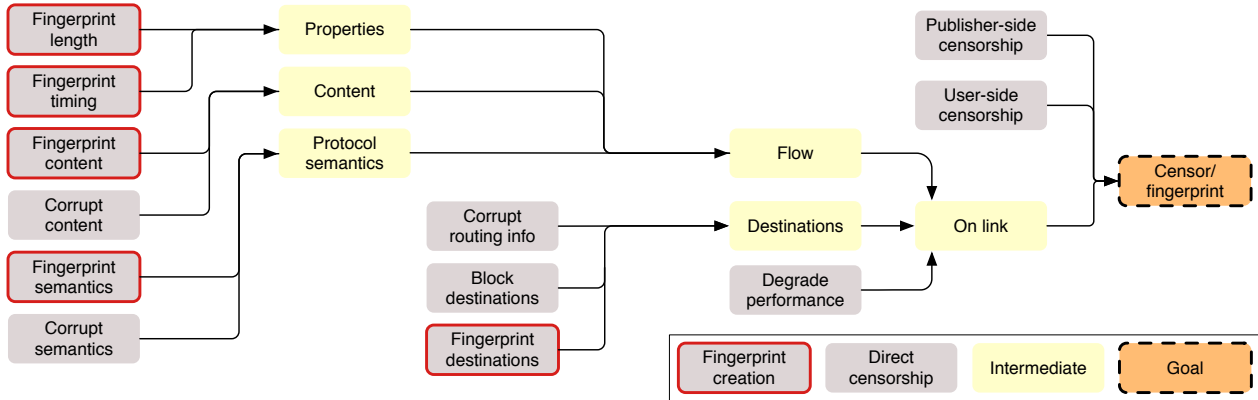 Fingerprint
length
Fingerprint
timing
Fingerprint
content
Corrupt
content
Fingerprint
semantics
Corrupt
semantics
Properties
Content
Protocol
semantics
Corrupt
routing info
Block
destinations
Fingerprint
destinations
Flow
Destinations
Degrade
performance
Publisher-side
censorship
User-side
censorship
On link
Censor/
fingerprint
Fingerprint
creation
Direct
censorship
Intermediate
Goal